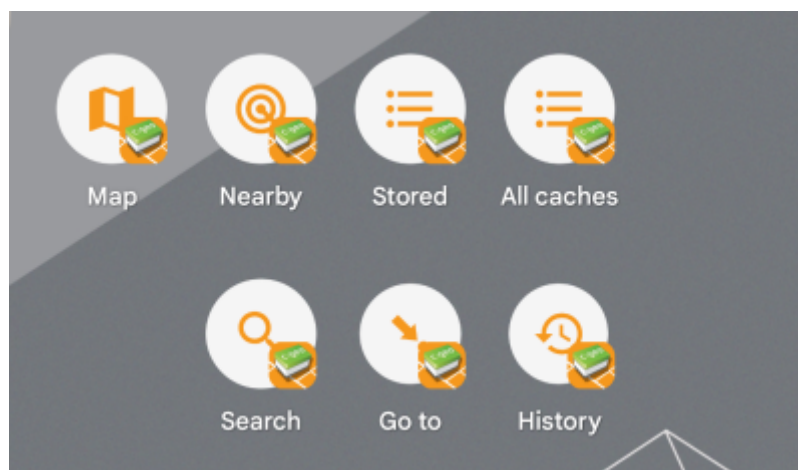 Map
Nearby
Stored
All caches
Search
Go to
History